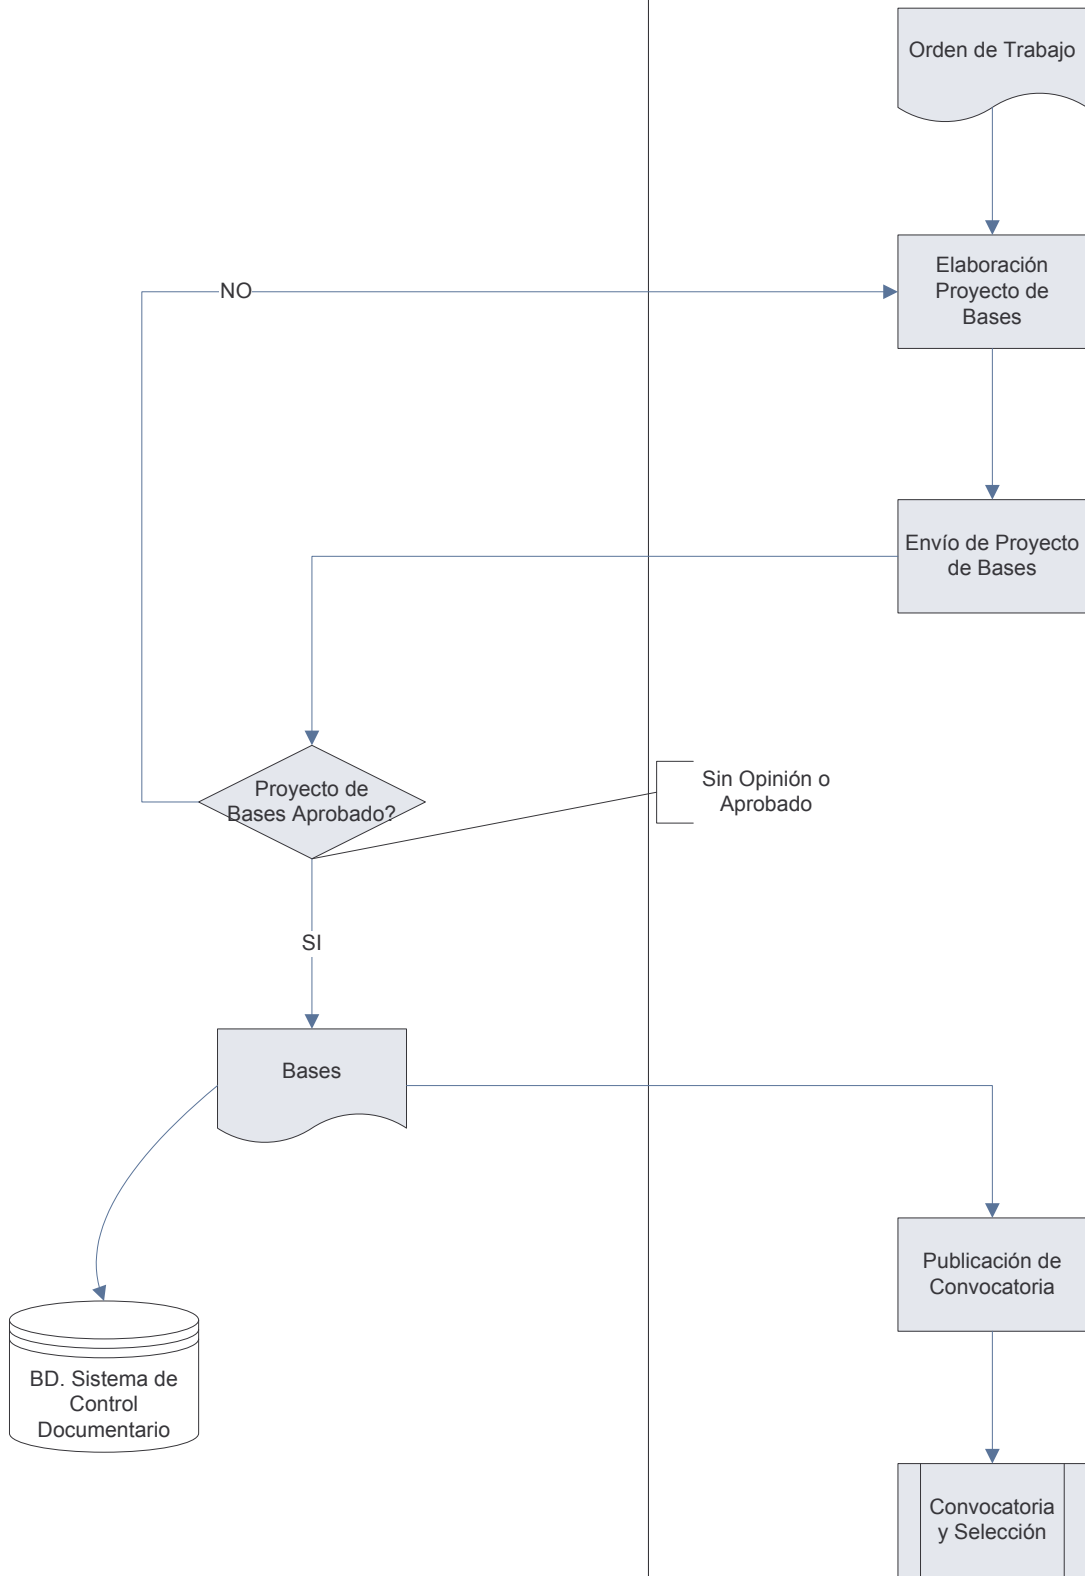 Orden de Trabajo
Elaboración
Proyecto de
Bases
NO
Envío de Proyecto
de Bases
Proyecto de
Bases Aprobado?
Sin Opinión o
Aprobado
SI
Bases
Publicación de
Convocatoria
BD. Sistema de
Control
Documentario
Convocatoria
y Selección